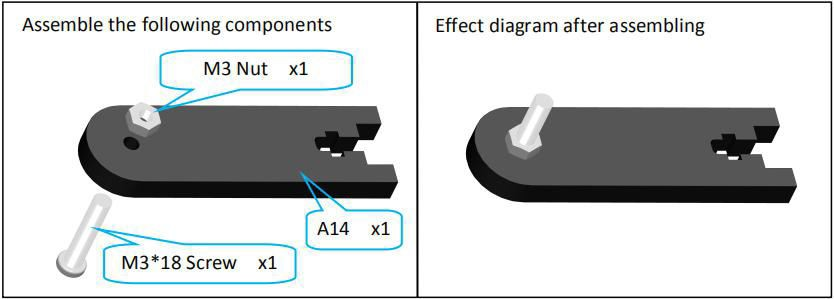 Assemble the following components
M3 Nut x1
A14 x1
M3*18 Screw x1
Effect diagram after assembling